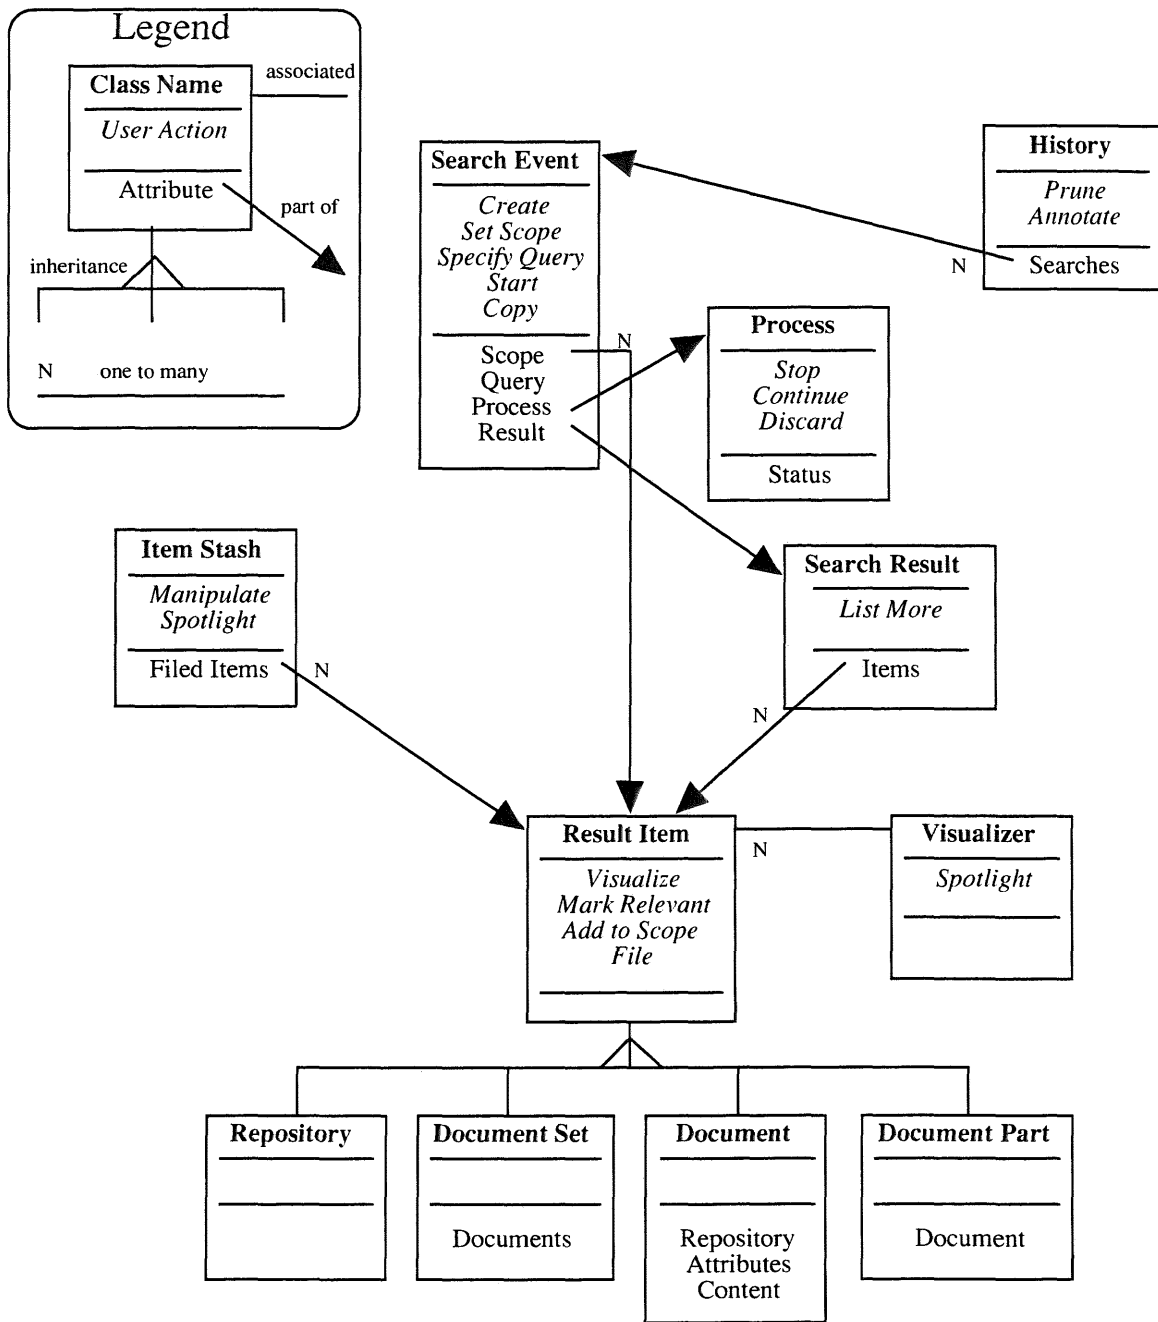 Legend
Class Name
associated
User Action
Attribute
part of
inheritance
N one to many
Search Event
Create
Set Scope
Specify Query
Start
Copy
Scope
Query
Process
Result
N
History
Prune
Annotate
Searches
N
Process
Stop
Continue
Discard
Status
Item Stash
Manipulate
Spotlight
Filed Items
N
Search Result
List More
Items
N
Result Item
Visualize
Mark Relevant
Add to Scope
File
N
Visualizer
Spotlight
Repository
Document Set
Documents
Document
Repository
Attributes
Content
Document Part
Document